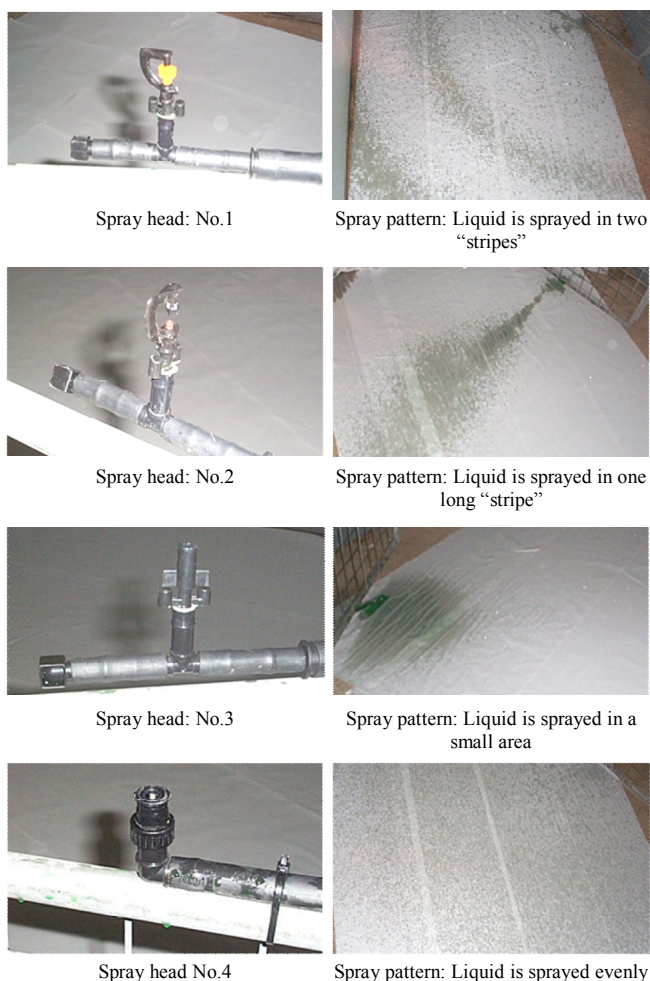 Spray head: No.1
Spray pattern: Liquid is sprayed in two
“stripes”
Spray head: No.2
Spray pattern: Liquid is sprayed in one
long “stripe”
Spray head: No.3
Spray pattern: Liquid is sprayed in a
small area
Spray head No.4
Spray pattern: Liquid is sprayed evenly